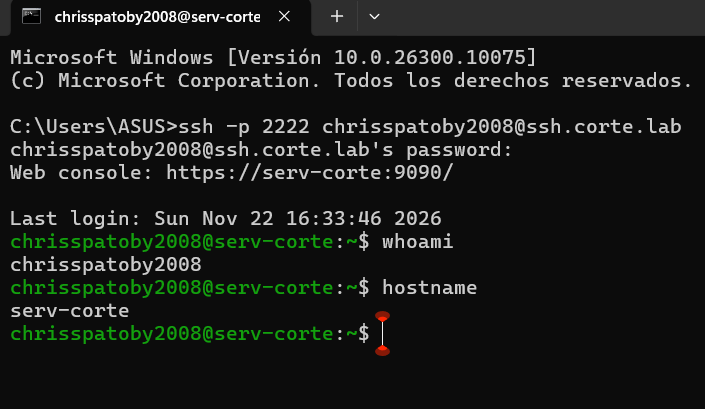 chrisspatoby2008@serv-corte
Microsoft Windows [Versión 10.0.26300.10075]
(c) Microsoft Corporation. Todos los derechos reservados.
C:\Users\ASUS>ssh -p 2222 chrisspatoby2008@ssh.corte.lab
chrisspatoby2008@ssh.corte.lab's password:
Web console: https://serv-corte:9090/
Last login: Sun Nov 22 16:33:46 2026
chrisspatoby2008@serv-corte:~$ whoami
chrisspatoby2008
chrisspatoby2008@serv-corte:~$ hostname
serv-corte
chrisspatoby2008@serv-corte:~$